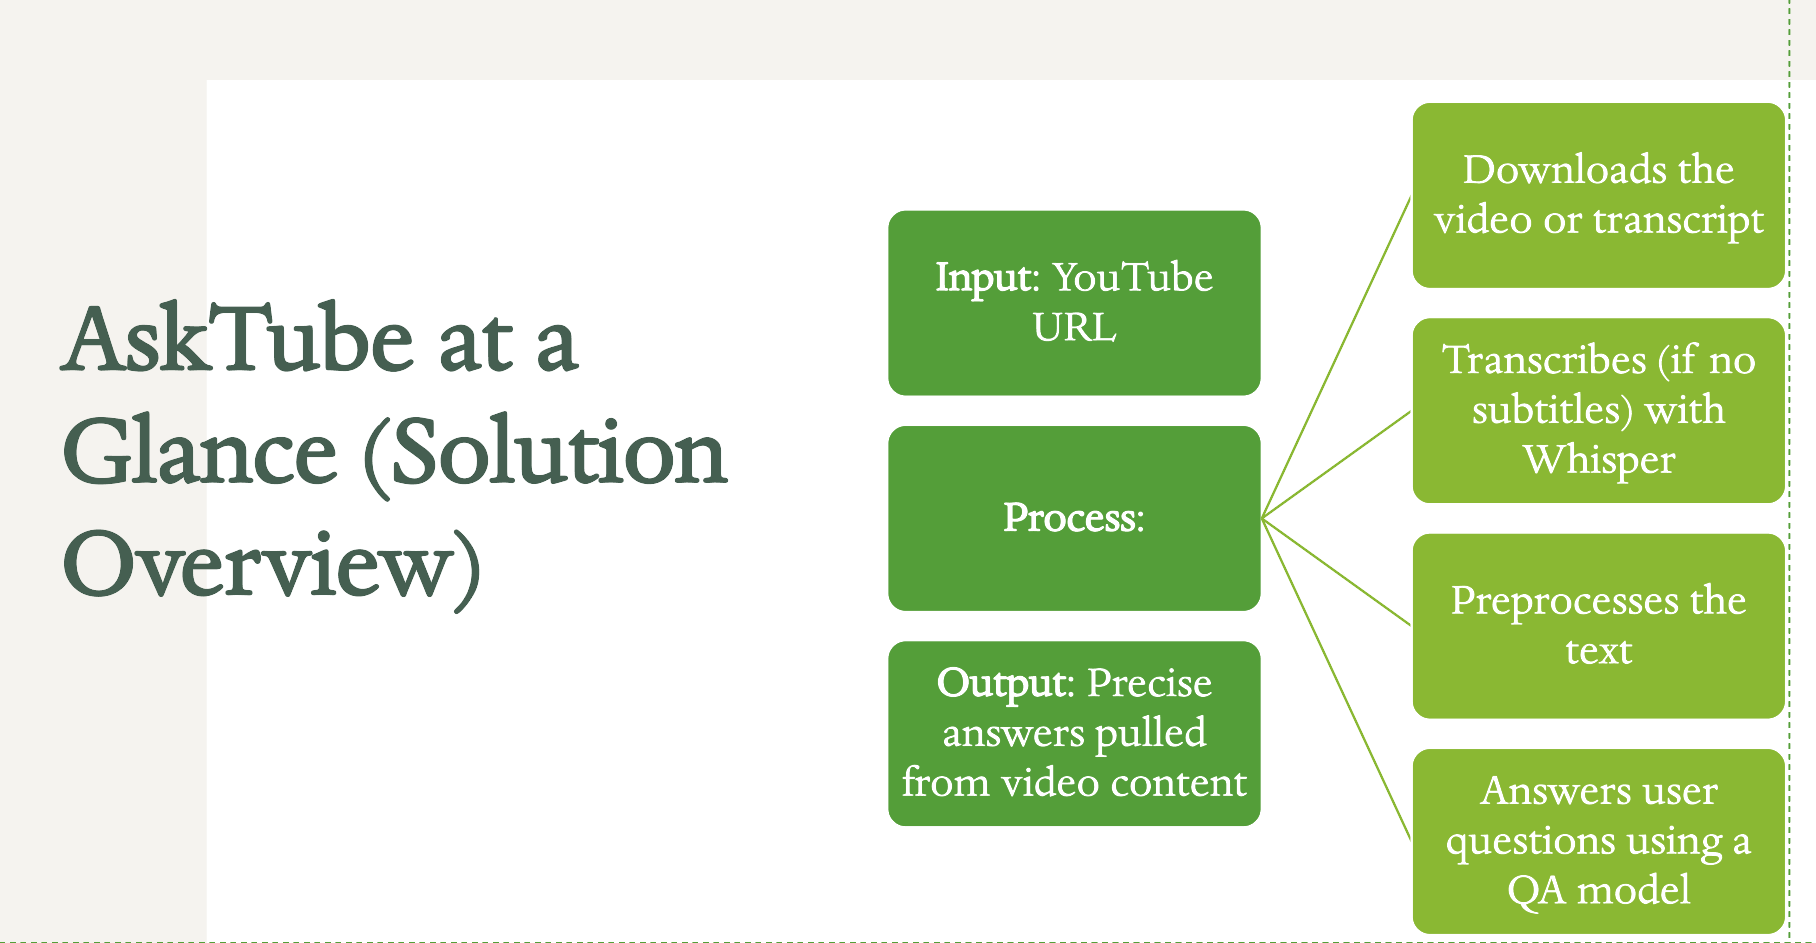 AskTube at a
Glance (Solution
Overview)
Input: YouTube
URL
Process:
Output: Precise
answers pulled
from video content
Downloads the
video or transcript
Transcribes (if no
subtitles) with
Whisper
Preprocesses the
text
Answers user
questions using a
QA model